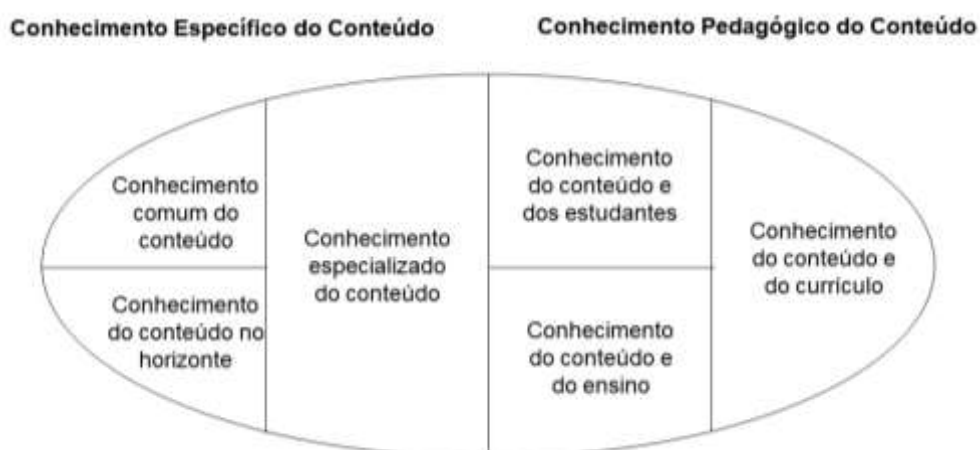 Conhecimento Específico do Conteúdo
Conhecimento Pedagógico do Conteúdo
Conhecimento
comum do
conteúdo
Conhecimento
do conteúdo no
horizonte
Conhecimento
especializado
do conteúdo
Conhecimento
do conteúdo e
dos estudantes
Conhecimento
do conteúdo e
do ensino
Conhecimento
do conteúdo e
do currículo